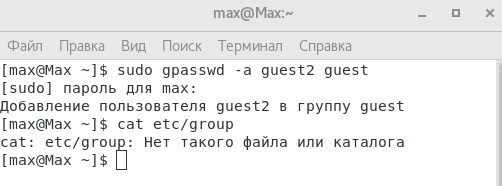 max@Max:~
Файл Правка Вид Поиск Терминал Справка
[max@Max ~]$ sudo gpasswd -a guest2 guest
[sudo] пароль для max:
Добавление пользователя guest2 в группу guest
[max@Max ~]$ cat etc/group
cat: etc/group: Нет такого файла или каталога
[max@Max ~]$